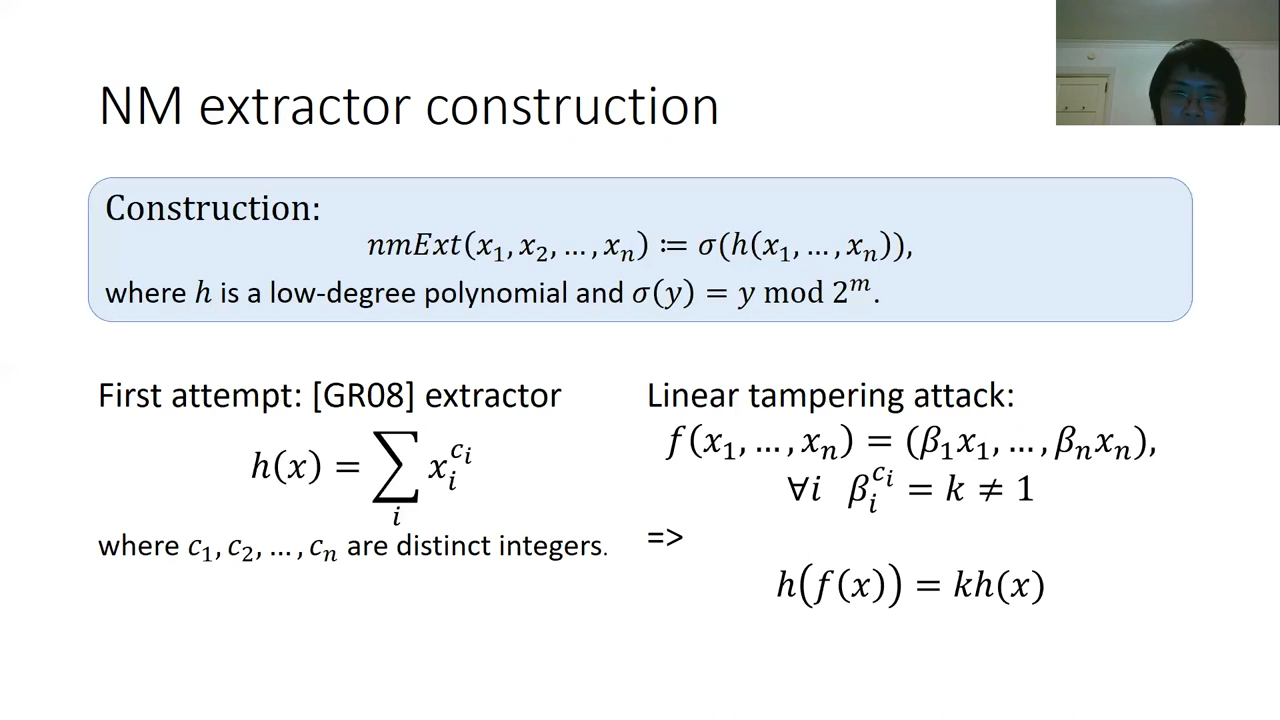 NM extractor construction
Construction:
𝑛𝑚𝐸𝑥𝑡(𝑥₁, 𝑥₂, … , 𝑥ₙ) ≔ 𝜎(ℎ(𝑥₁, … , 𝑥ₙ)),
where ℎ is a low-degree polynomial and 𝜎(𝑦) = 𝑦 mod 2ᵐ.
First attempt: [GR08] extractor
ℎ(𝑥) = ∑ᵢ 𝑥ᵢ^{cᵢ}
where 𝑐₁, 𝑐₂, … , 𝑐ₙ are distinct integers.
Linear tampering attack:
𝑓(𝑥₁, … , 𝑥ₙ) = (𝛽₁𝑥₁, … , 𝛽ₙ𝑥ₙ),
∀𝑖 𝛽ᵢ^{cᵢ} = 𝑘 ≠ 1
=>
ℎ(𝑓(𝑥)) = 𝑘ℎ(𝑥)